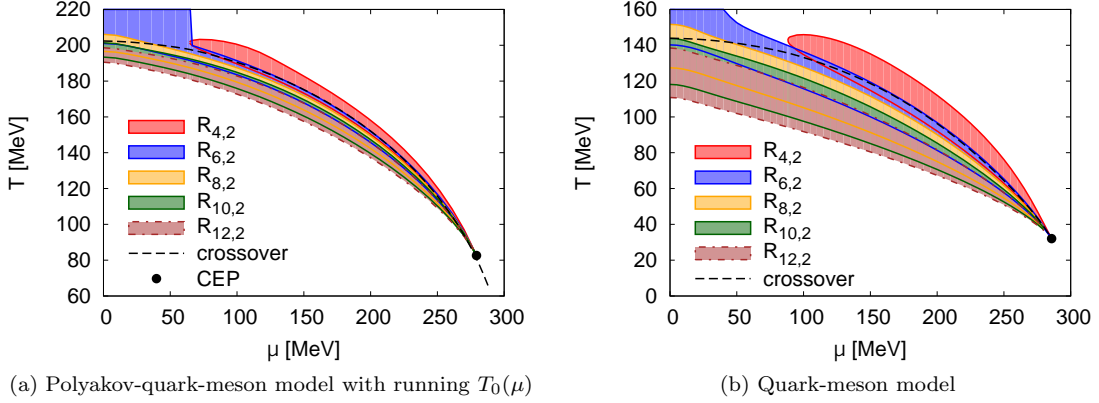 220
200
180
160
140
120
100
80
60
T [MeV]
R4,2
R6,2
R8,2
R10,2
R12,2
crossover
CEP
0 50 100 150 200 250 300
μ [MeV]
(a) Polyakov-quark-meson model with running T0(μ)
160
140
120
100
80
60
40
20
0
T [MeV]
R4,2
R6,2
R8,2
R10,2
R12,2
crossover
CEP
0 50 100 150 200 250 300
μ [MeV]
(b) Quark-meson model